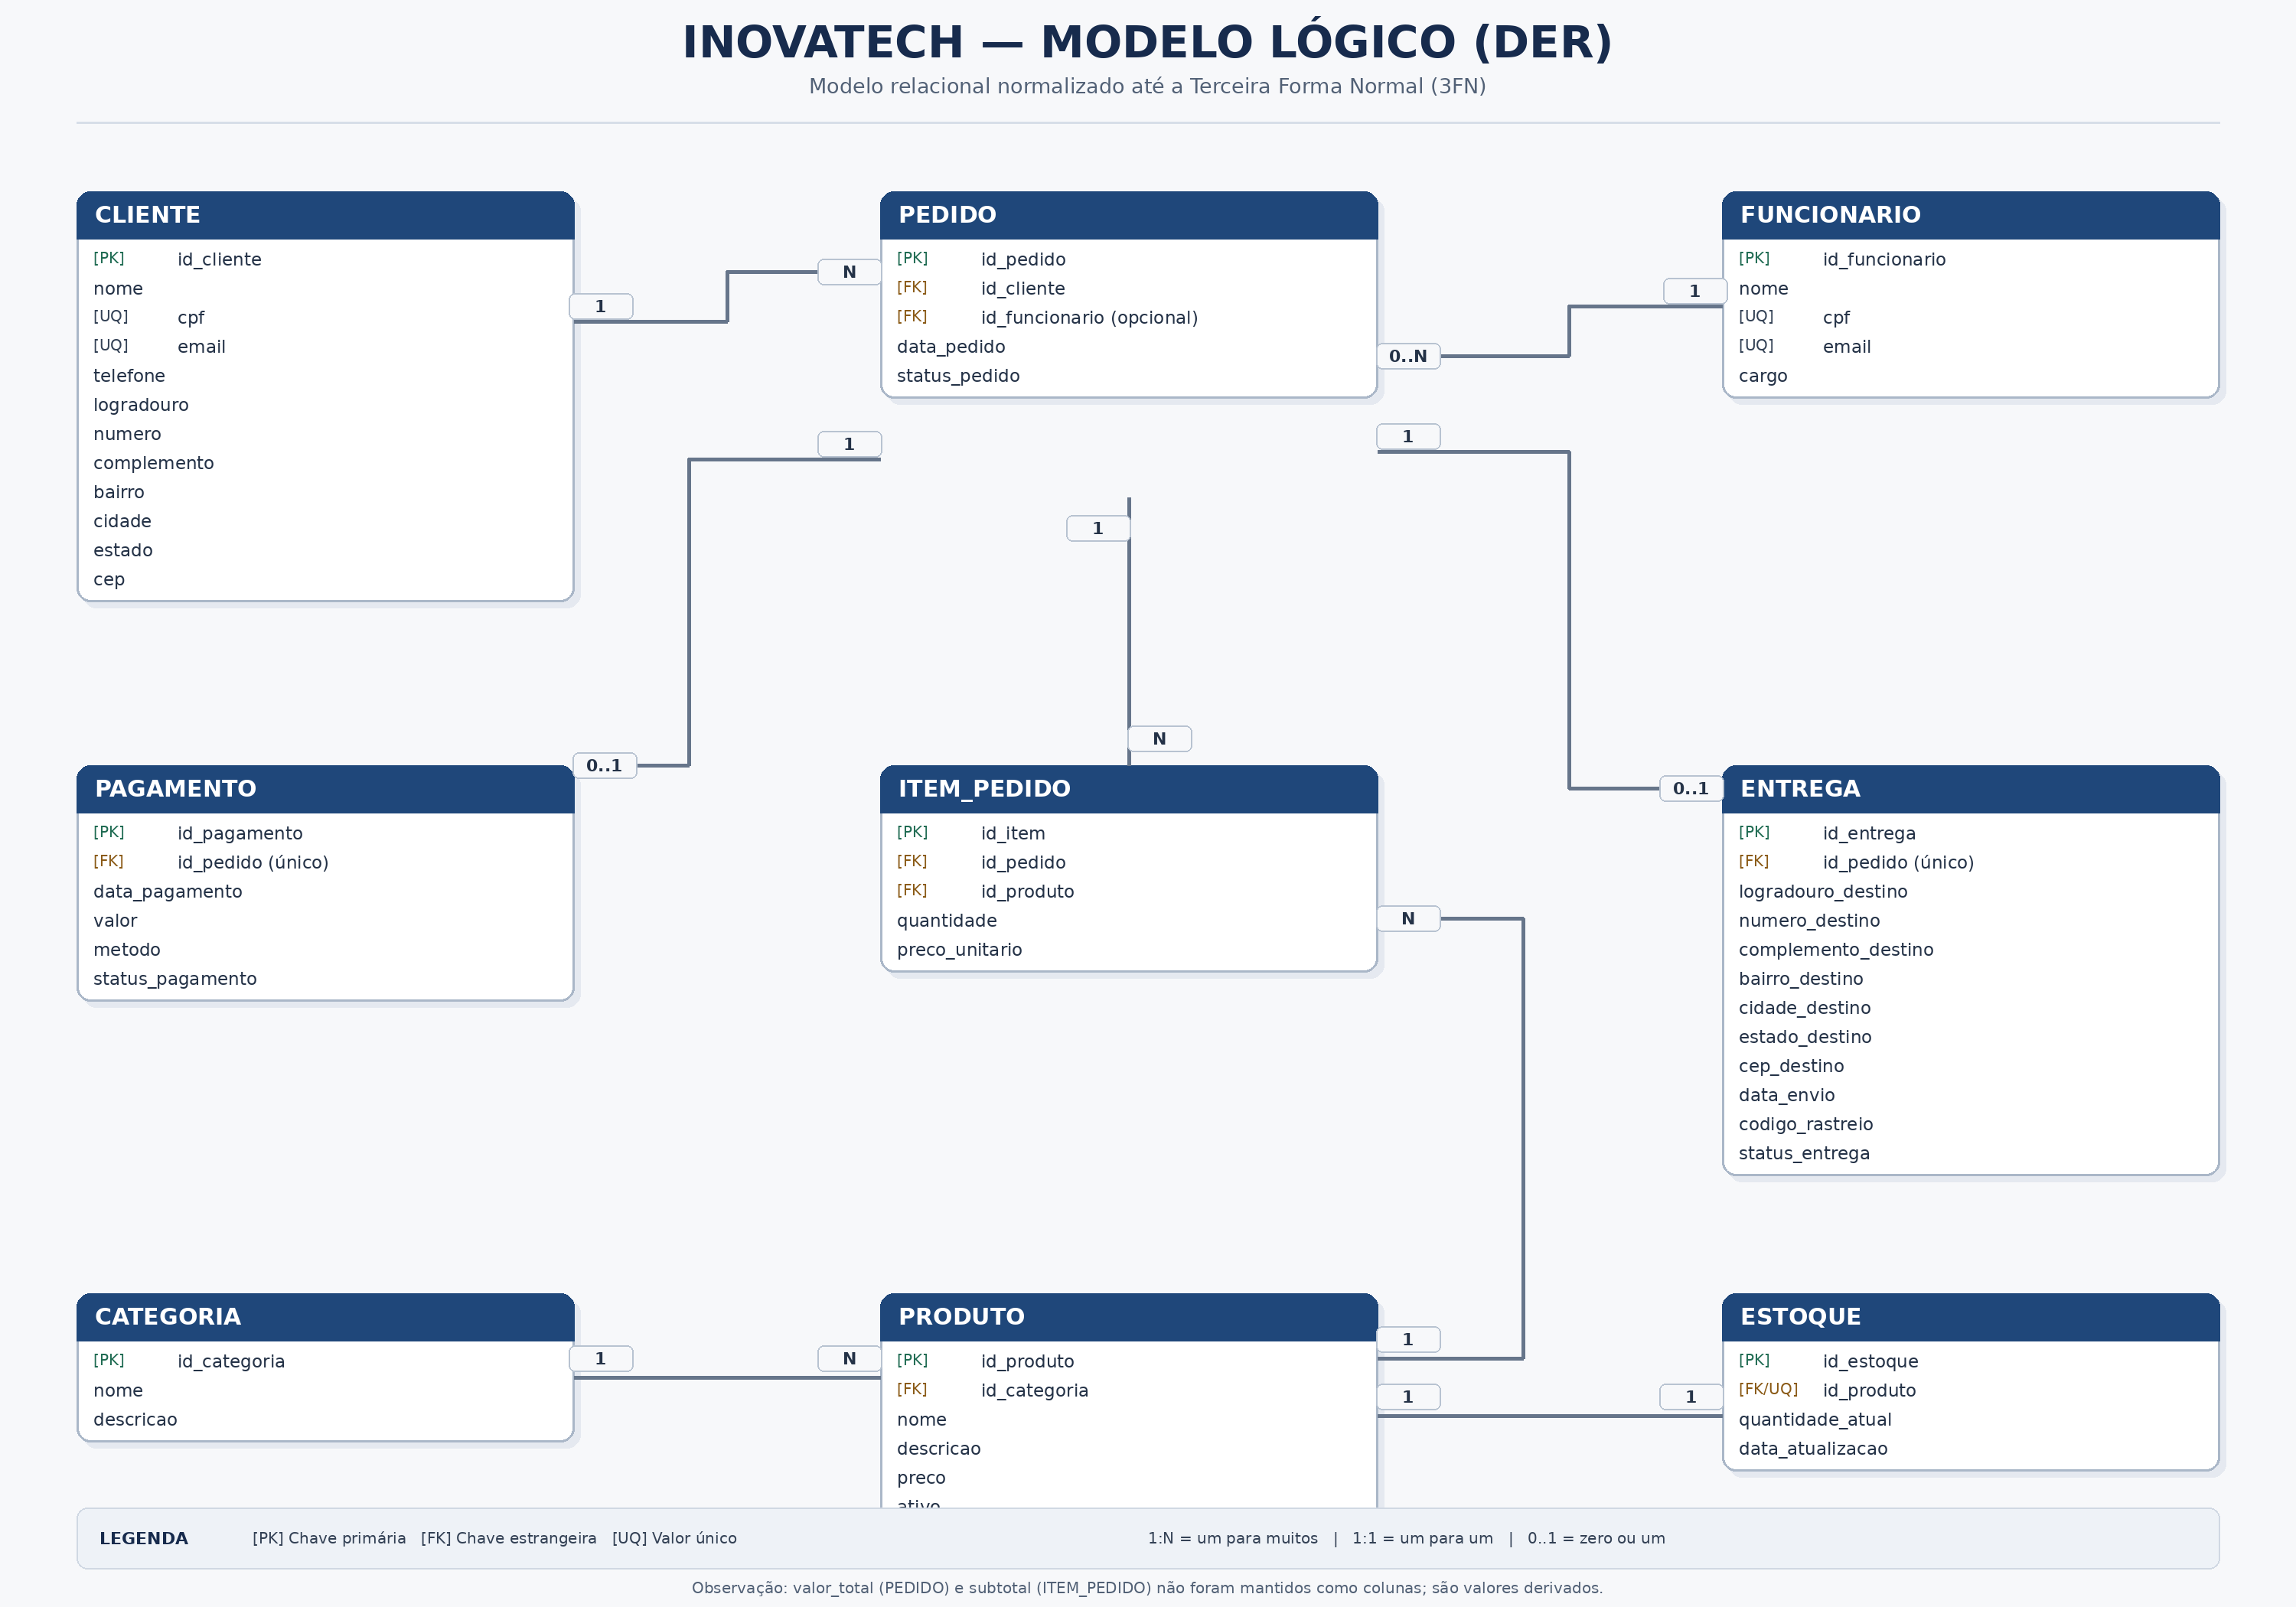 INOVATECH — MODELO LÓGICO (DER)
Modelo relacional normalizado até a Terceira Forma Normal (3FN)
CLIENTE
[PK] id_cliente
nome
[UQ] cpf
[UQ] email
telefone
logradouro
numero
complemento
bairro
cidade
estado
cep
1
N
PEDIDO
[PK] id_pedido
[FK] id_cliente
[FK] id_funcionario (opcional)
data_pedido
status_pedido
0..N
1
FUNCIONARIO
[PK] id_funcionario
nome
[UQ] cpf
[UQ] email
cargo
1
1
1
N
0..1
0..1
PAGAMENTO
[PK] id_pagamento
[FK] id_pedido (único)
data_pagamento
valor
metodo
status_pagamento
ITEM_PEDIDO
[PK] id_item
[FK] id_pedido
[FK] id_produto
quantidade
preco_unitario
N
ENTREGA
[PK] id_entrega
[FK] id_pedido (único)
logradouro_destino
numero_destino
complemento_destino
bairro_destino
cidade_destino
estado_destino
cep_destino
data_envio
codigo_rastreio
status_entrega
CATEGORIA
[PK] id_categoria
nome
descricao
1
N
PRODUTO
[PK] id_produto
[FK] id_categoria
nome
descricao
preco
ativo
1
1
1
ESTOQUE
[PK] id_estoque
[FK/UQ] id_produto
quantidade_atual
data_atualizacao
LEGENDA
[PK] Chave primária [FK] Chave estrangeira [UQ] Valor único
1:N = um para muitos | 1:1 = um para um | 0..1 = zero ou um
Observação: valor_total (PEDIDO) e subtotal (ITEM_PEDIDO) não foram mantidos como colunas; são valores derivados.